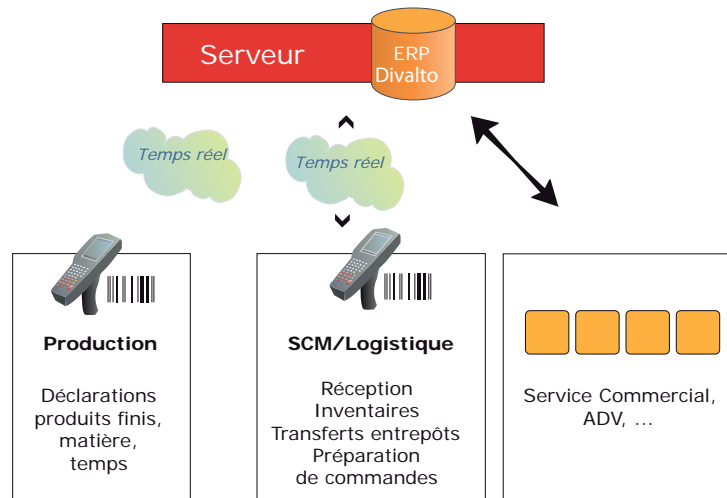 Serveur
ERP
Divalto
Temps réel
Temps réel
Production
Déclarations
produits finis,
matière,
temps
SCM/Logistique
Réception
Inventaires
Transferts entrepôts
Préparation
de commandes
Service Commercial,
ADV, ...